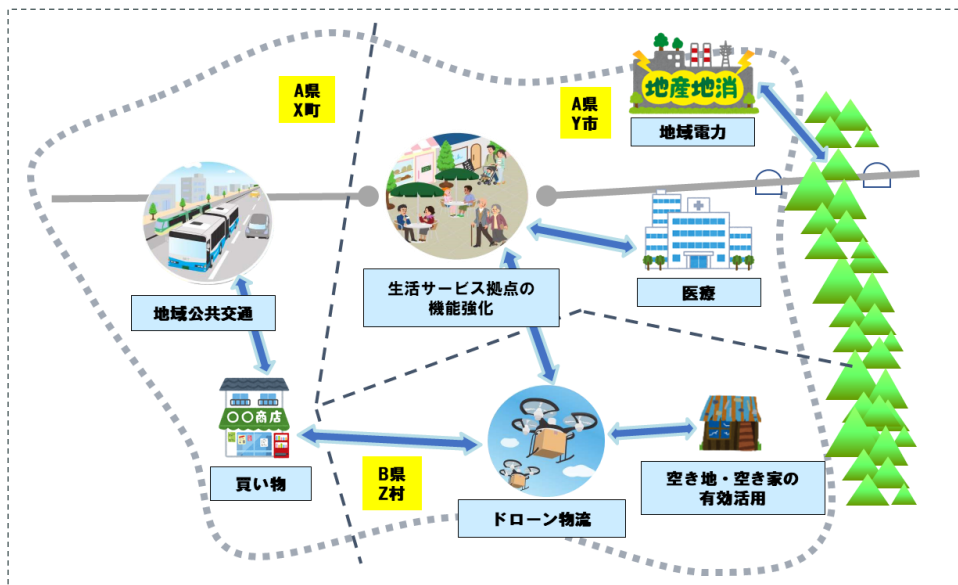 A県
X町
A県
Y市
地産地消
地域電力
地域公共交通
生活サービス拠点の
機能強化
医療
〇〇商店
買い物
B県
Z村
ドローン物流
空き地・空き家の
有効活用